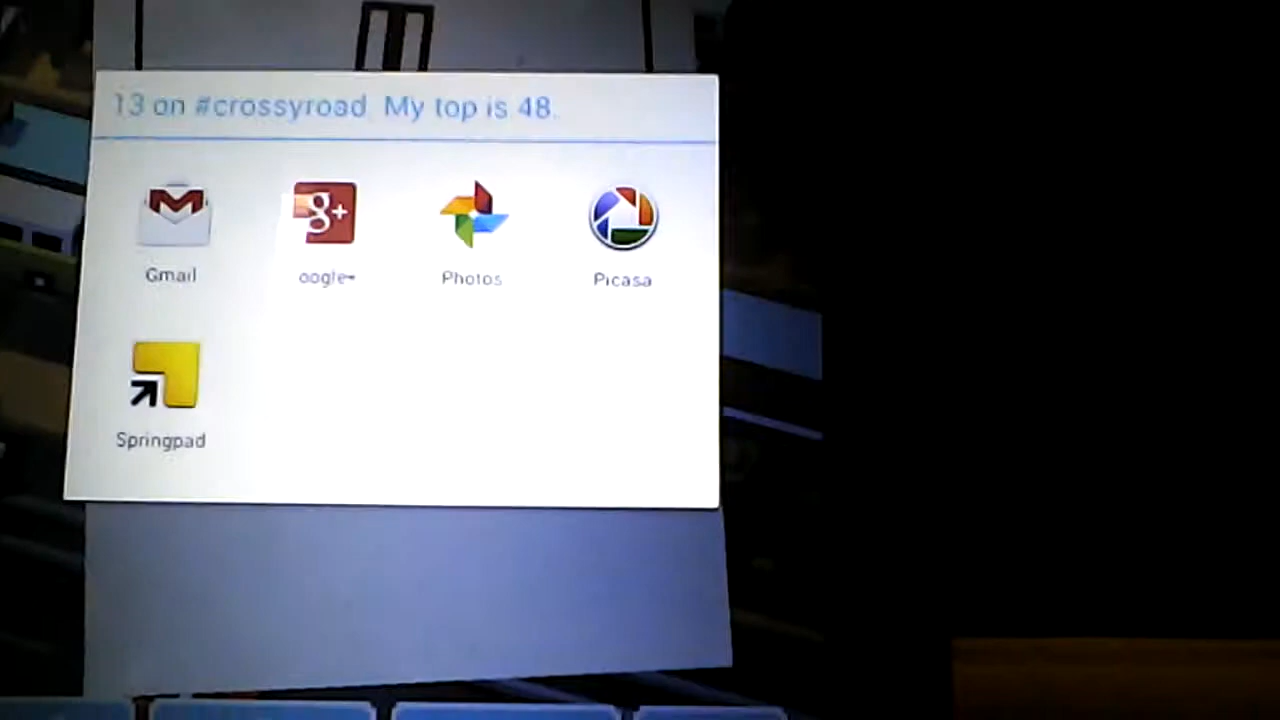 13 on #crossyroad. My top is 48.
g+
Gmail
oogle+
Photos
Picasa
Springpad